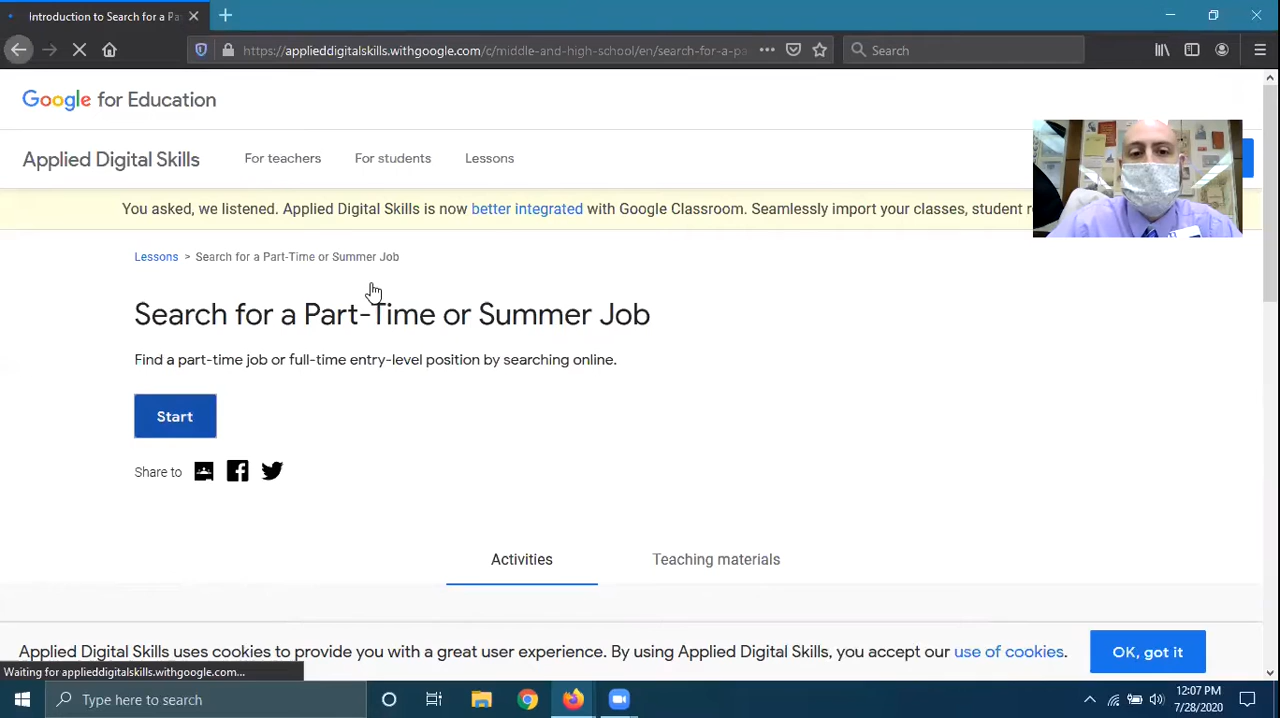 Introduction to Search for a Pa
https://applieddigitalskills.withgoogle.com/c/middle-and-high-school/en/search-for-a-pa
Search
Google for Education
Applied Digital Skills
For teachers
For students
Lessons
You asked, we listened. Applied Digital Skills is now better integrated with Google Classroom. Seamlessly import your classes, student r
Lessons > Search for a Part-Time or Summer Job
Search for a Part-Time or Summer Job
Find a part-time job or full-time entry-level position by searching online.
Start
Share to
Activities
Teaching materials
Applied Digital Skills uses cookies to provide you with a great user experience. By using Applied Digital Skills, you accept our use of cookies.
OK, got it
Waiting for applieddigitalskills.withgoogle.com...
Type here to search
12:07 PM
7/28/2020